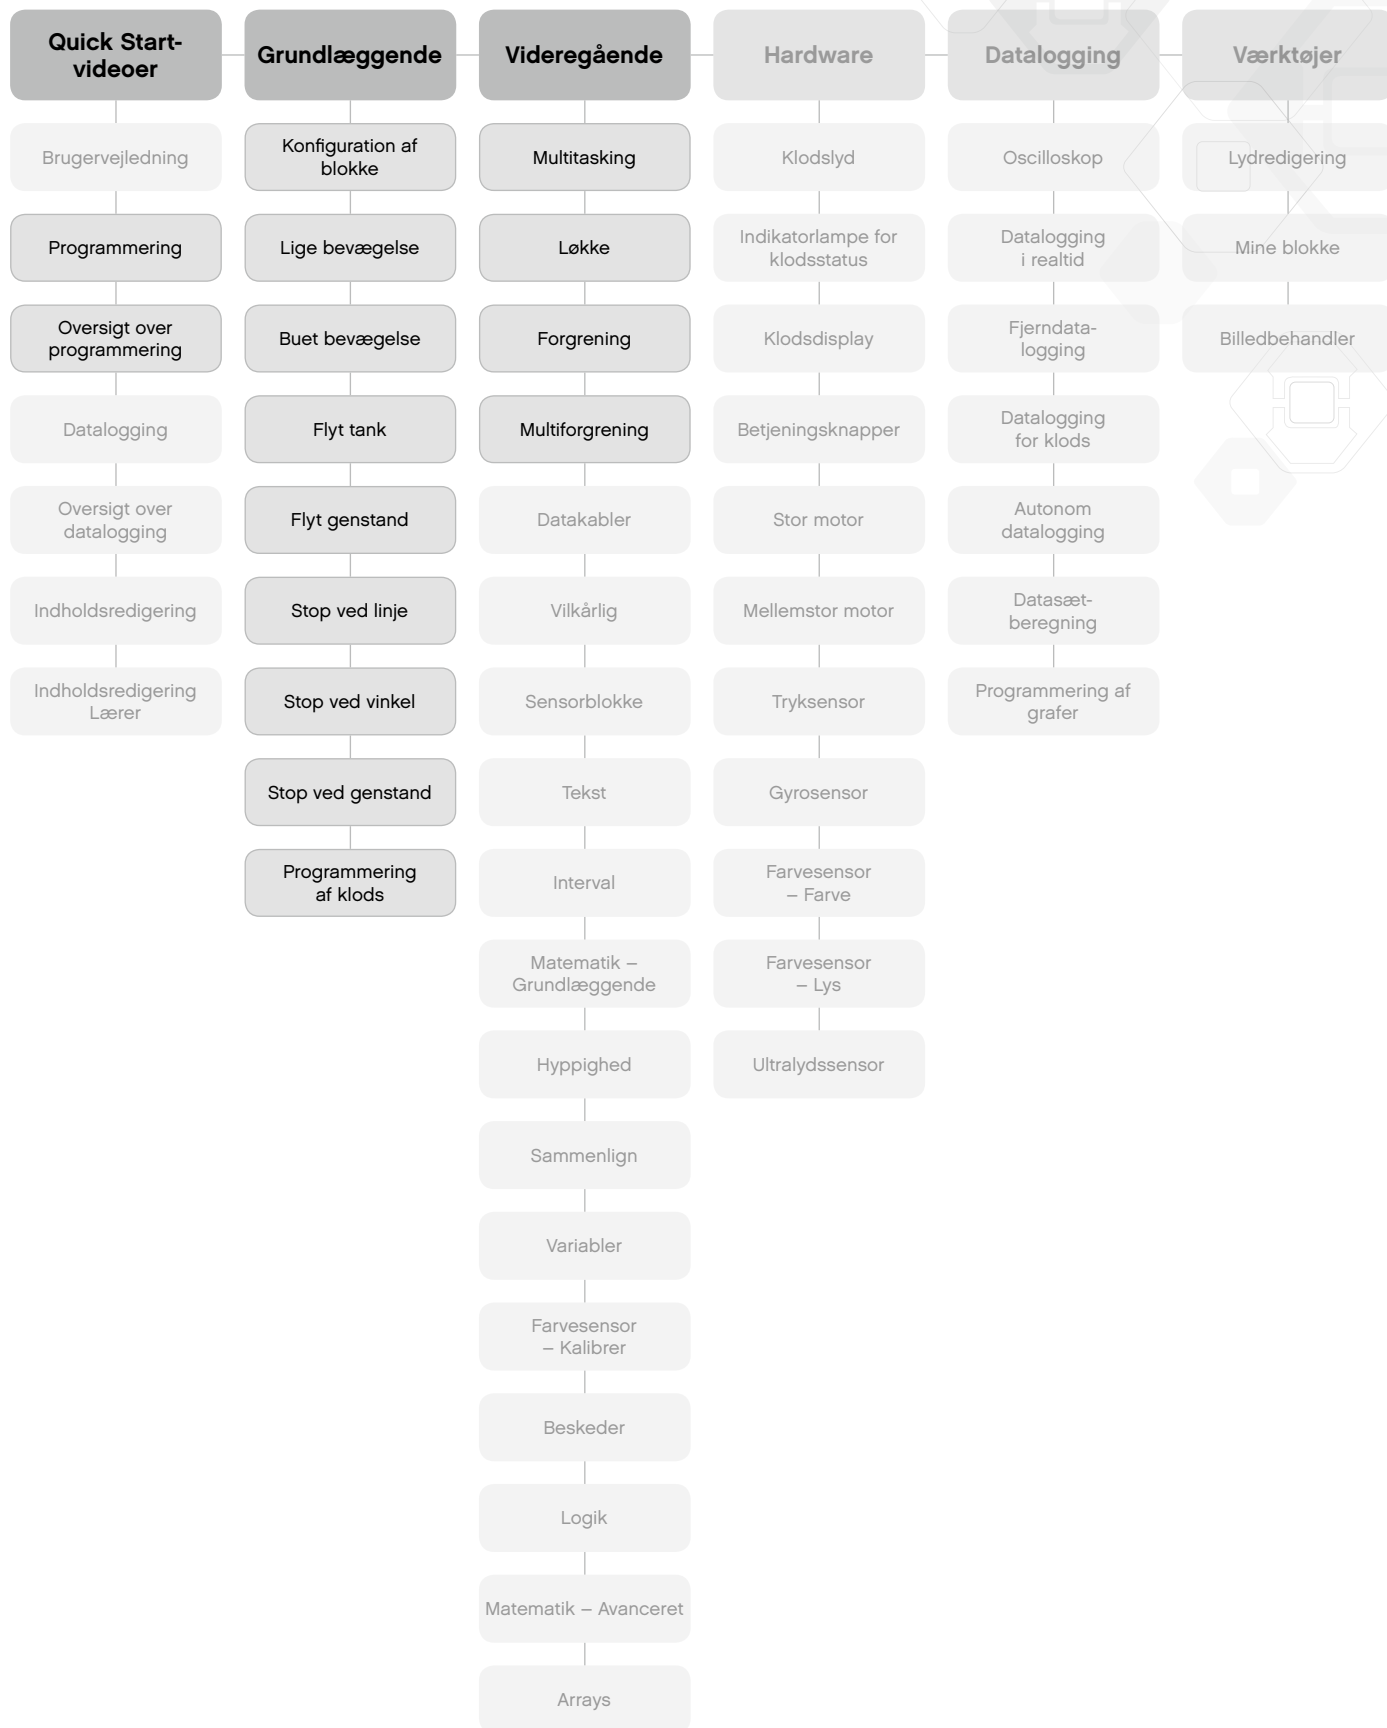 Quick Start-
videoer
Brugervejledning
Programmering
Oversigt over
programmering
Datalogging
Oversigt over
datalogging
Indholdsredigering
Indholdsredigering
Lærer
Grundlæggende
Konfiguration af
blokke
Lige bevægelse
Buet bevægelse
Flyt tank
Flyt genstand
Stop ved linje
Stop ved vinkel
Stop ved genstand
Programmering
af klods
Videregående
Multitasking
Løkke
Forgrening
Multiforgrening
Datakabler
Vilkårlig
Sensorblokke
Tekst
Interval
Matematik –
Grundlæggende
Hyppighed
Sammenlign
Variabler
Farvesensor
– Kalibrer
Beskeder
Logik
Matematik – Avanceret
Arrays
Hardware
Klodslyd
Indikatorlampe for
klodsstatus
Klodsdisplay
Betjeningsknapper
Stor motor
Mellemstor motor
Tryksensor
Gyrosensor
Farvesensor
– Farve
Farvesensor
– Lys
Ultralydssensor
Datalogging
Oscilloskop
Datalogging
i realtid
Fjerndata-
logging
Datalogging
for klods
Autonom
datalogging
Datasæt-
beregning
Programmering af
grafer
Værktøjer
Lydredigering
Mine blokke
Billedbehandler